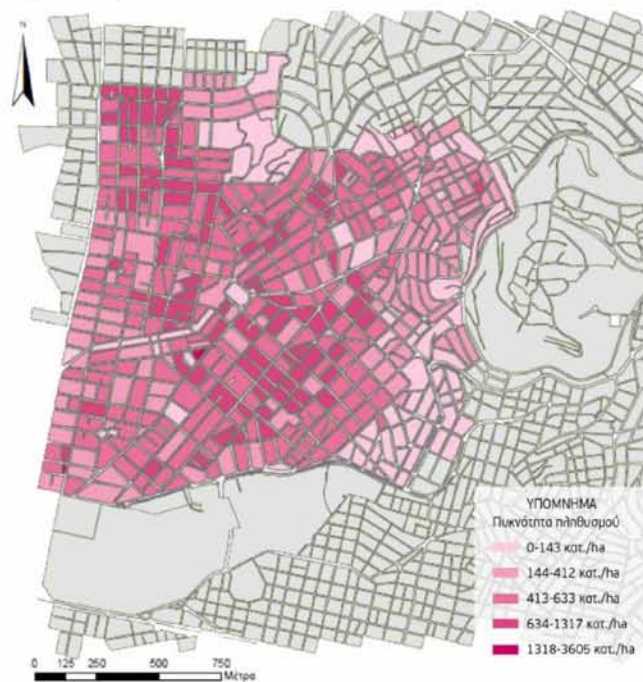 ΥΠΟΜΝΗΜΑ
Πυκνότητα πληθυσμού
0-143 κατ./ha
144-412 κατ./ha
413-633 κατ./ha
634-1317 κατ./ha
1318-3605 κατ./ha
0 125 250 500 750
Μέτρα